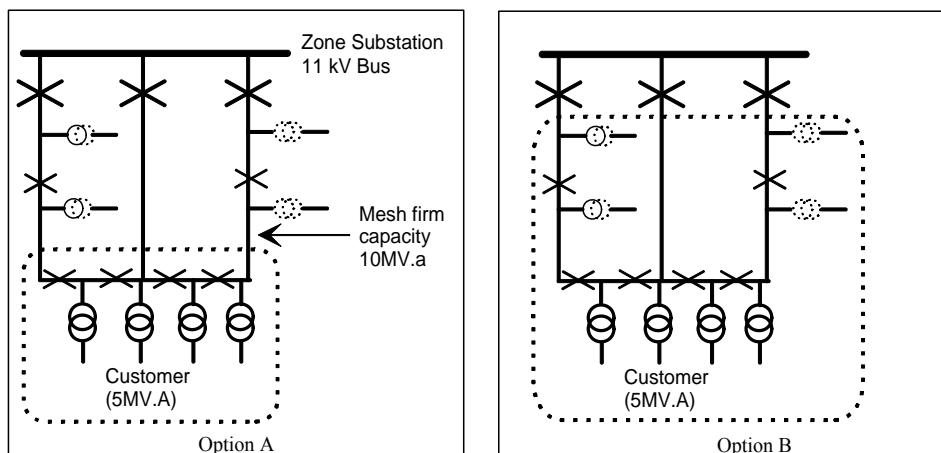 Zone Substation
11 kV Bus
Mesh firm
capacity
10MV.a
Customer
(5MV.A)
Option A
Customer
(5MV.A)
Option B